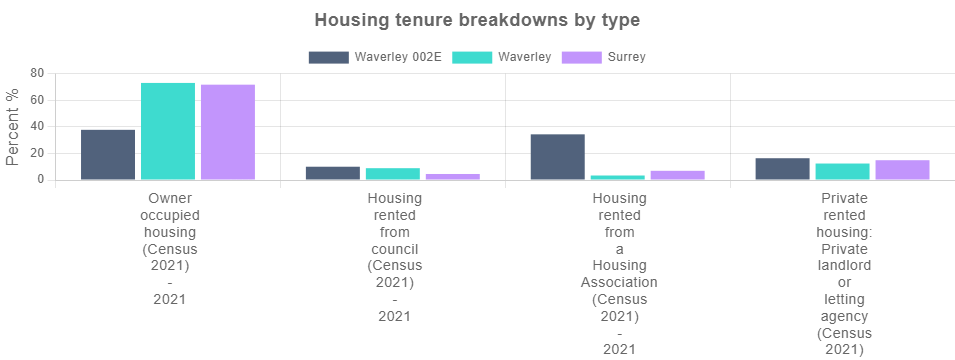 Housing tenure breakdowns by type
Waverley 002E Waverley Surrey
Percent %
80
60
40
20
0
Owner
occupied
housing
(Census
2021)
-
2021
Housing
rented
from
council
(Census
2021)
-
2021
Housing
rented
from
a
Housing
Association
(Census
2021)
-
2021
Private
rented
housing:
Private
landlord
or
letting
agency
(Census
2021)